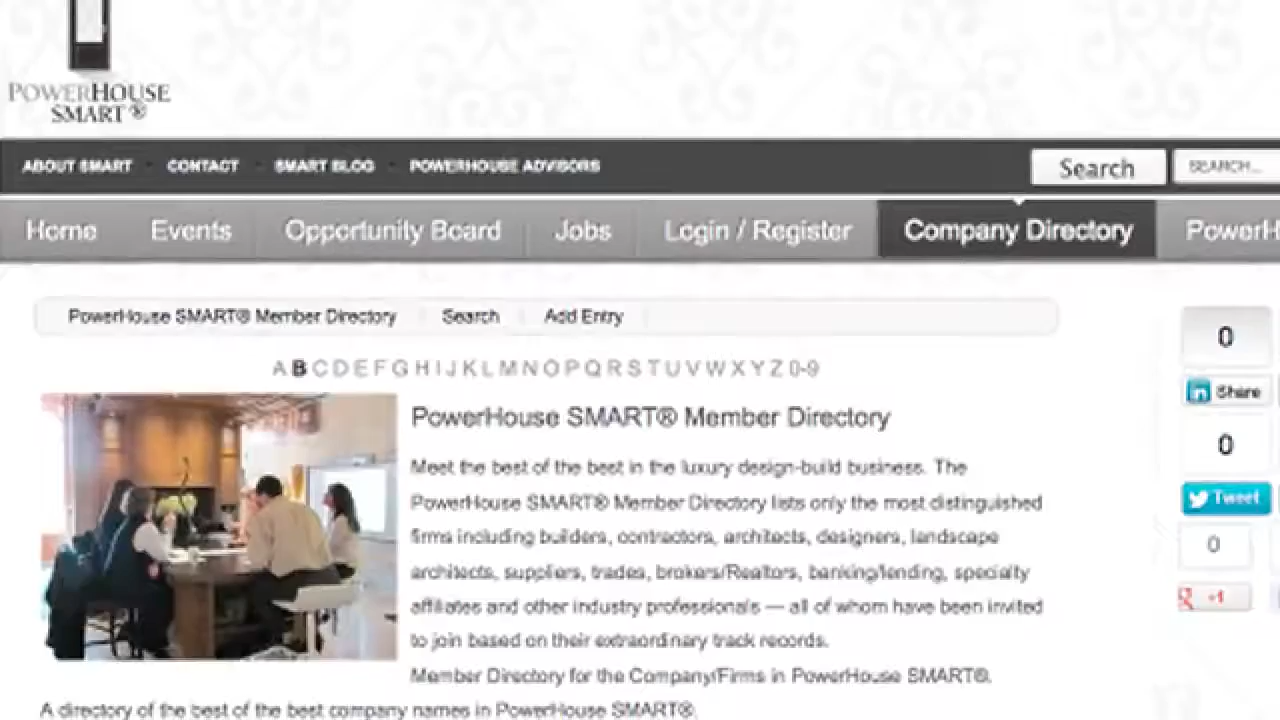 POWERHOUSE
SMART®
ABOUT SMART
CONTACT
SMART BLOG
POWERHOUSE ADVISORS
Search
SEARCH...
Home
Events
Opportunity Board
Jobs
Login / Register
Company Directory
PowerH
PowerHouse SMART® Member Directory
Search
Add Entry
A B C D E F G H I J K L M N O P Q R S T U V W X Y Z 0-9
PowerHouse SMART® Member Directory
Meet the best of the best in the luxury design-build business. The
PowerHouse SMART® Member Directory lists only the most distinguished
firms including builders, contractors, architects, designers, landscape
architects, suppliers, trades, brokers/Realtors, banking/lending, specialty
affiliates and other industry professionals — all of whom have been invited
to join based on their extraordinary track records.
Member Directory for the Company/Firms in PowerHouse SMART®.
A directory of the best of the best company names in PowerHouse SMART®.
0
in Share
0
Tweet
0
g +1